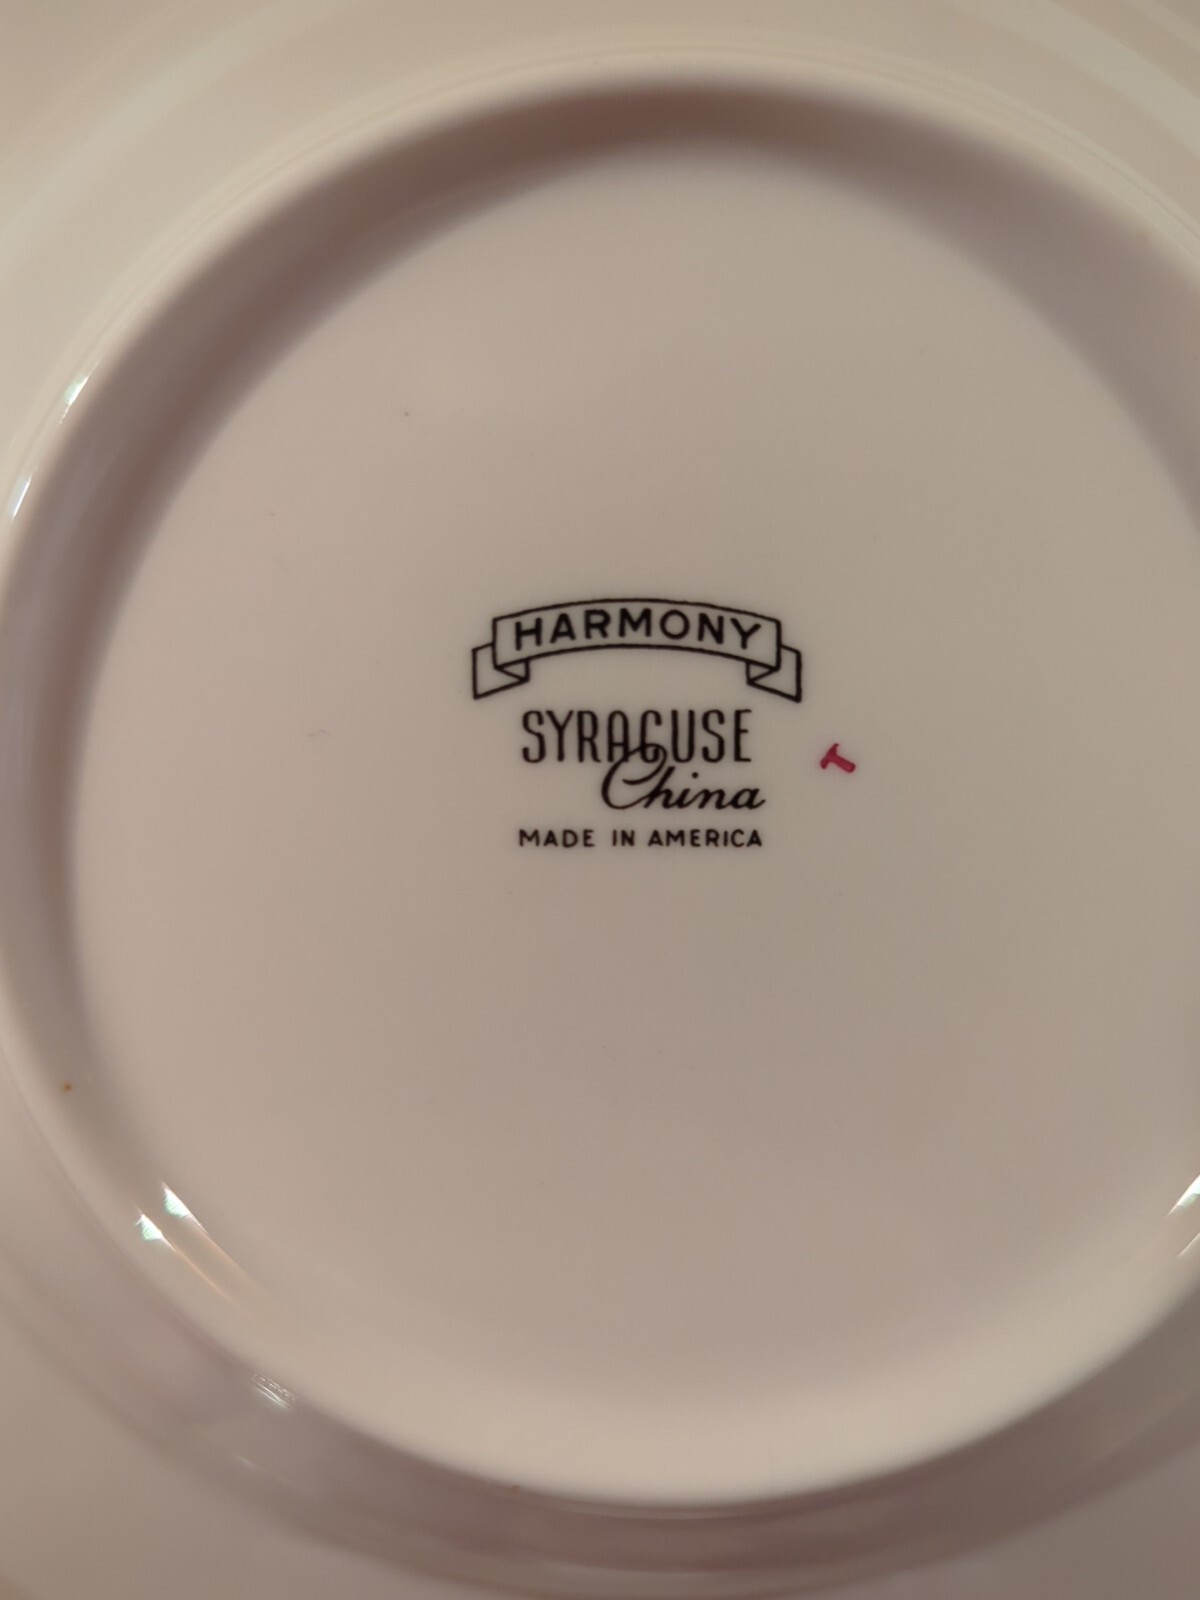 HARMONY
SYRACUSE
China
MADE IN AMERICA
T